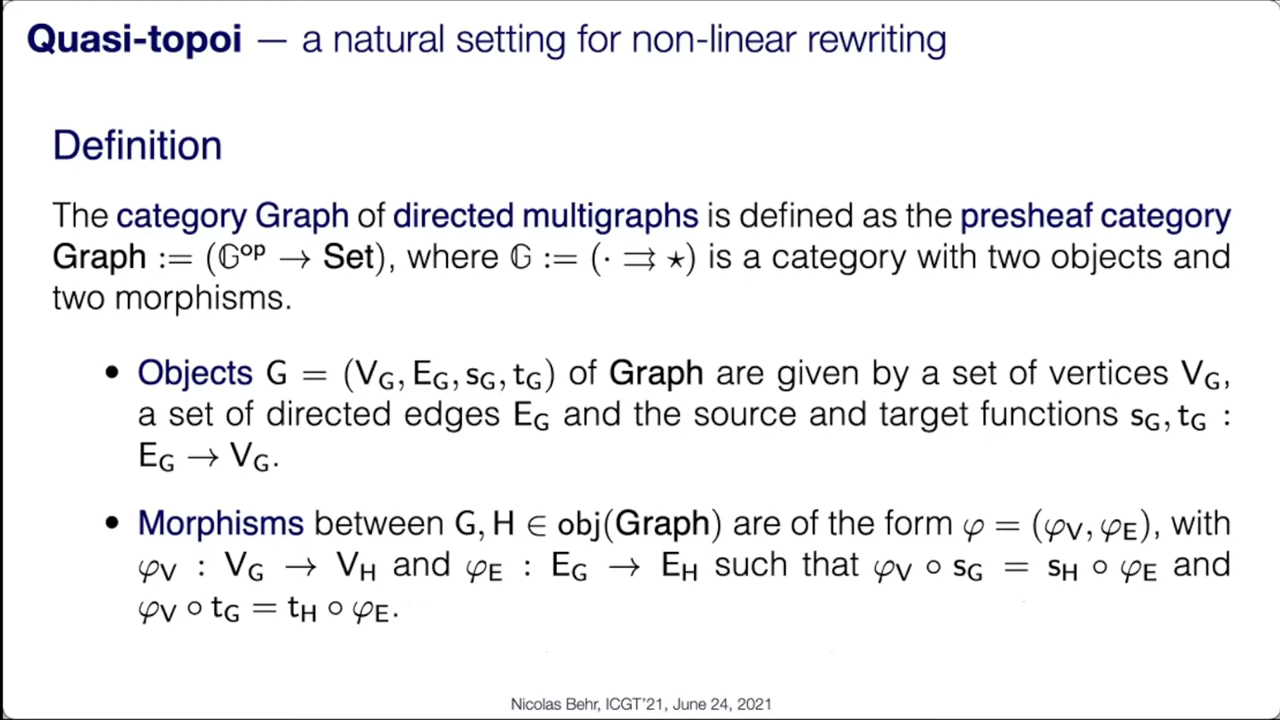 Quasi-topoi — a natural setting for non-linear rewriting
Definition
The category Graph of directed multigraphs is defined as the presheaf category
Graph := (𝔾ᵒᵖ → Set), where 𝔾 := (· ⇉ ⋆) is a category with two objects and
two morphisms.
• Objects G = (V_G, E_G, s_G, t_G) of Graph are given by a set of vertices V_G,
a set of directed edges E_G and the source and target functions s_G, t_G :
E_G → V_G.
• Morphisms between G, H ∈ obj(Graph) are of the form φ = (φ_V, φ_E), with
φ_V : V_G → V_H and φ_E : E_G → E_H such that φ_V ∘ s_G = s_H ∘ φ_E and
φ_V ∘ t_G = t_H ∘ φ_E.
Nicolas Behr, ICGT'21, June 24, 2021